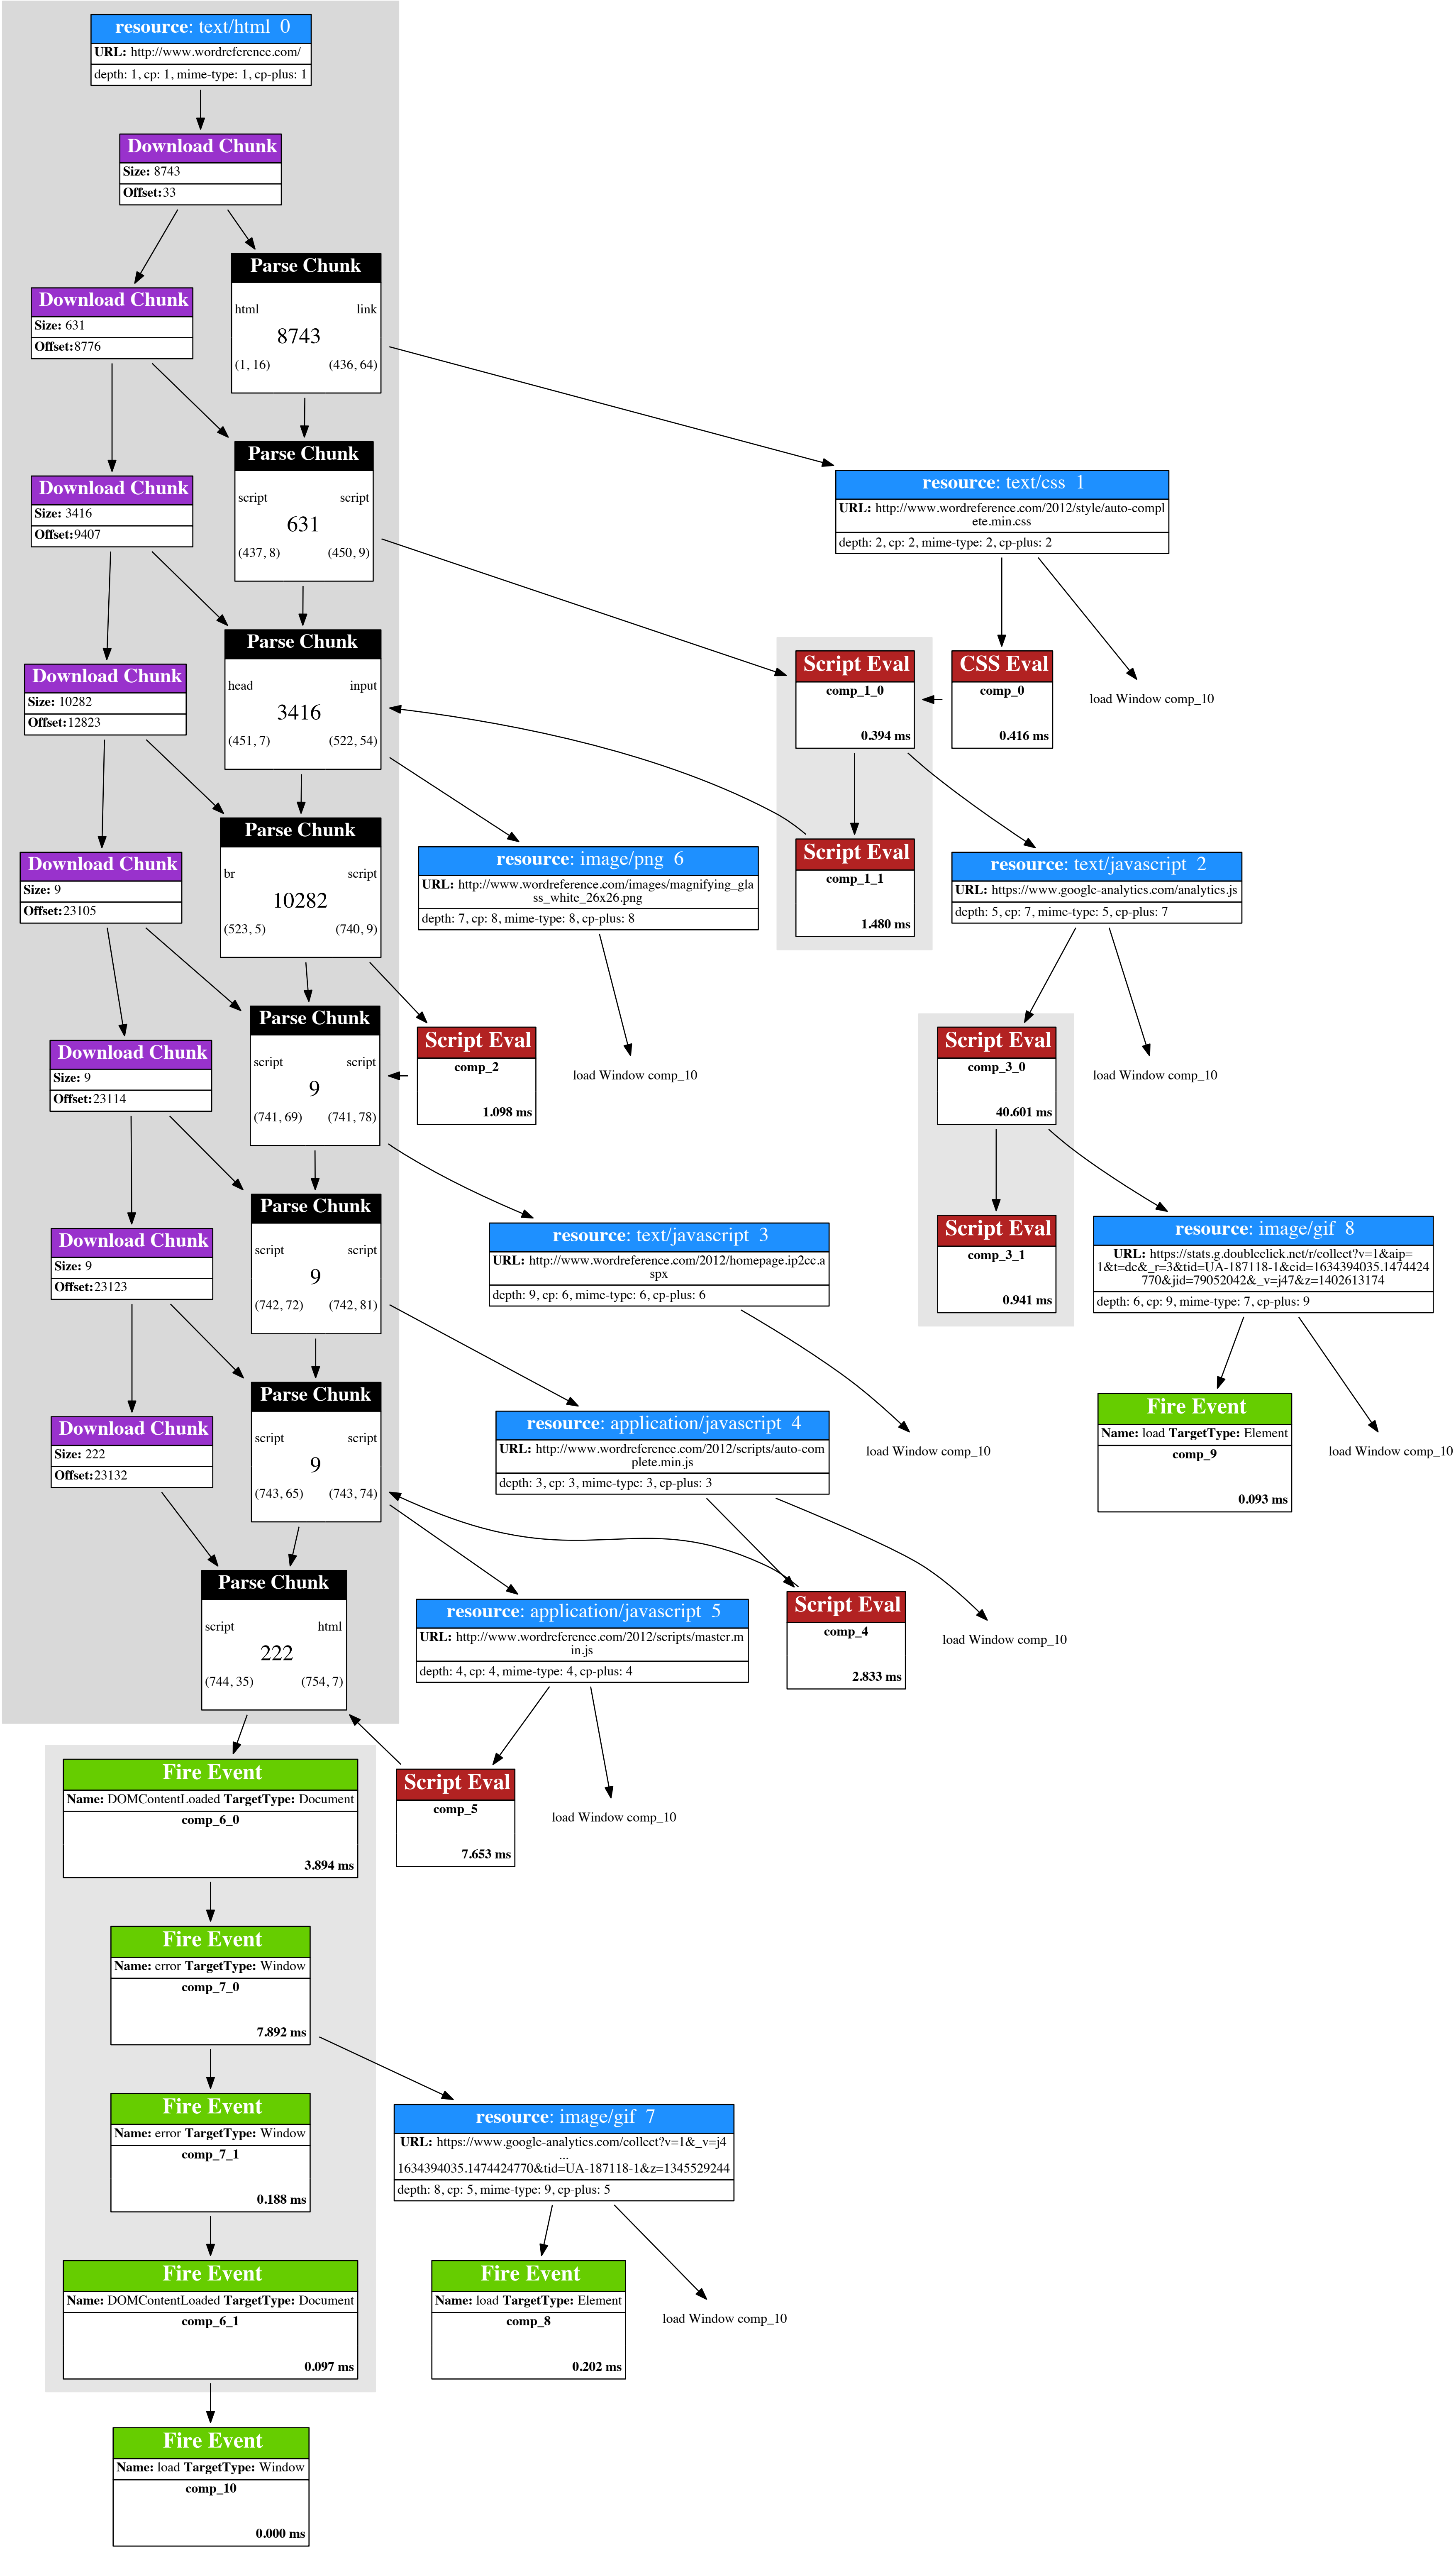 resource: text/html 0
URL: http://www.wordreference.com/
depth: 1, cp: 1, mime-type: 1, cp-plus: 1
Download Chunk
Size: 8743
Offset:33
Parse Chunk
html link
8743
(1, 16) (436, 64)
Download Chunk
Size: 631
Offset:8776
Parse Chunk
script script
631
(437, 8) (450, 9)
resource: text/css 1
URL: http://www.wordreference.com/2012/style/auto-compl
ete.min.css
depth: 2, cp: 2, mime-type: 2, cp-plus: 2
Download Chunk
Size: 3416
Offset:9407
Parse Chunk
head input
3416
(451, 7) (522, 54)
Script Eval
comp_1_0
0.394 ms
CSS Eval
comp_0
0.416 ms
load Window comp_10
Download Chunk
Size: 10282
Offset:12823
Parse Chunk
br script
10282
(523, 5) (740, 9)
resource: image/png 6
URL: http://www.wordreference.com/images/magnifying_gla
ss_white_26x26.png
depth: 7, cp: 8, mime-type: 8, cp-plus: 8
Script Eval
comp_1_1
1.480 ms
resource: text/javascript 2
URL: https://www.google-analytics.com/analytics.js
depth: 5, cp: 7, mime-type: 5, cp-plus: 7
Download Chunk
Size: 9
Offset:23105
Parse Chunk
script script
9
(741, 69) (741, 78)
Script Eval
comp_2
1.098 ms
load Window comp_10
Script Eval
comp_3_0
40.601 ms
load Window comp_10
Download Chunk
Size: 9
Offset:23114
Parse Chunk
script script
9
(742, 72) (742, 81)
resource: text/javascript 3
URL: http://www.wordreference.com/2012/homepage.ip2cc.a
spx
depth: 9, cp: 6, mime-type: 6, cp-plus: 6
Script Eval
comp_3_1
0.941 ms
resource: image/gif 8
URL: https://stats.g.doubleclick.net/r/collect?v=1&aip=
1&t=dc&_r=3&tid=UA-187118-1&cid=1634394035.1474424
770&jid=79052042&_v=j47&z=1402613174
depth: 6, cp: 9, mime-type: 7, cp-plus: 9
Download Chunk
Size: 9
Offset:23123
Parse Chunk
script script
9
(743, 65) (743, 74)
resource: application/javascript 4
URL: http://www.wordreference.com/2012/scripts/auto-com
plete.min.js
depth: 3, cp: 3, mime-type: 3, cp-plus: 3
load Window comp_10
Fire Event
Name: load TargetType: Element
comp_9
0.093 ms
load Window comp_10
Download Chunk
Size: 222
Offset:23132
Parse Chunk
script html
222
(744, 35) (754, 7)
resource: application/javascript 5
URL: http://www.wordreference.com/2012/scripts/master.m
in.js
depth: 4, cp: 4, mime-type: 4, cp-plus: 4
Script Eval
comp_4
2.833 ms
load Window comp_10
Fire Event
Name: DOMContentLoaded TargetType: Document
comp_6_0
3.894 ms
Script Eval
comp_5
7.653 ms
load Window comp_10
Fire Event
Name: error TargetType: Window
comp_7_0
7.892 ms
Fire Event
Name: error TargetType: Window
comp_7_1
0.188 ms
resource: image/gif 7
URL: https://www.google-analytics.com/collect?v=1&_v=j4
...
1634394035.1474424770&tid=UA-187118-1&z=1345529244
depth: 8, cp: 5, mime-type: 9, cp-plus: 5
Fire Event
Name: DOMContentLoaded TargetType: Document
comp_6_1
0.097 ms
Fire Event
Name: load TargetType: Element
comp_8
0.202 ms
load Window comp_10
Fire Event
Name: load TargetType: Window
comp_10
0.000 ms